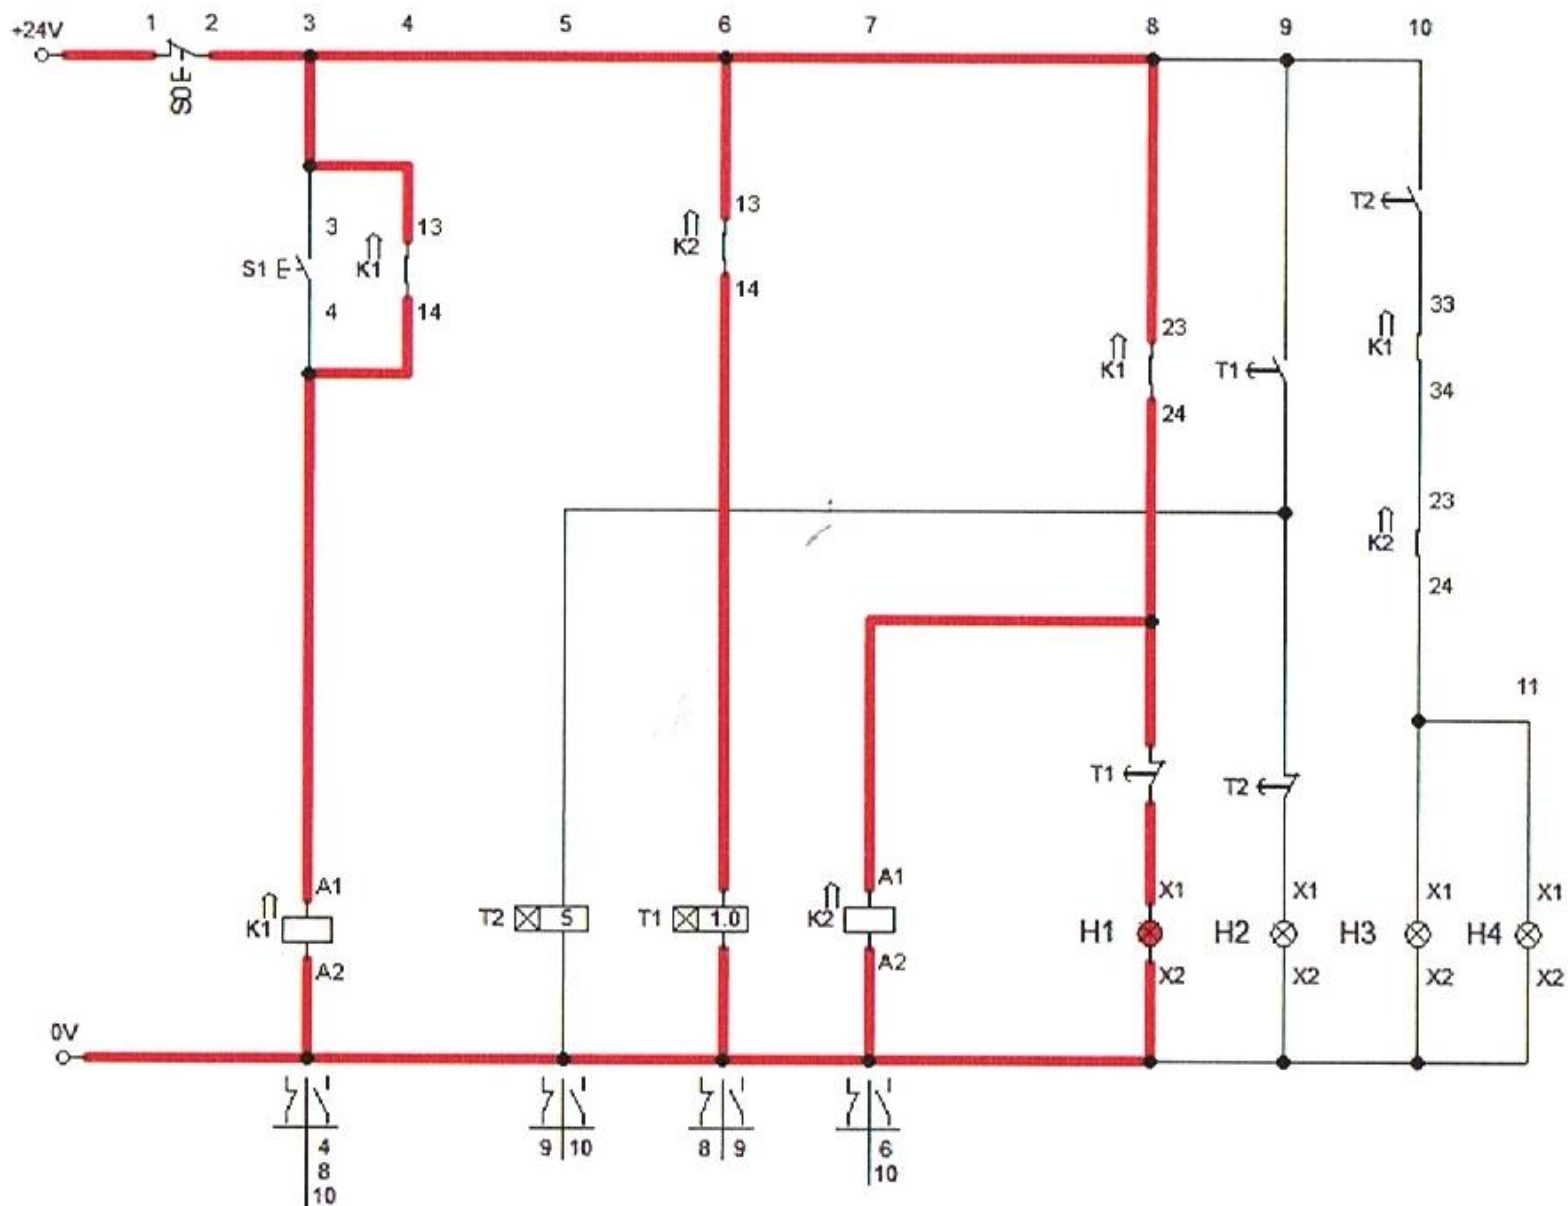 +24V 1 2 3 4 5 6 7 8 9 10
S0
T2
3 13 13
K2
S1 K1
4 14 14
23 33
K1 T1 K1
24 34
23
K2
24
11
T1 T2
A1 A1 X1 X1 X1 X1
K1 T2 5 T1 1.0 K2 H1 H2 H3 H4
A2 A2 X2 X2 X2 X2
0V
4 9 10 8 9 6
8 10
10